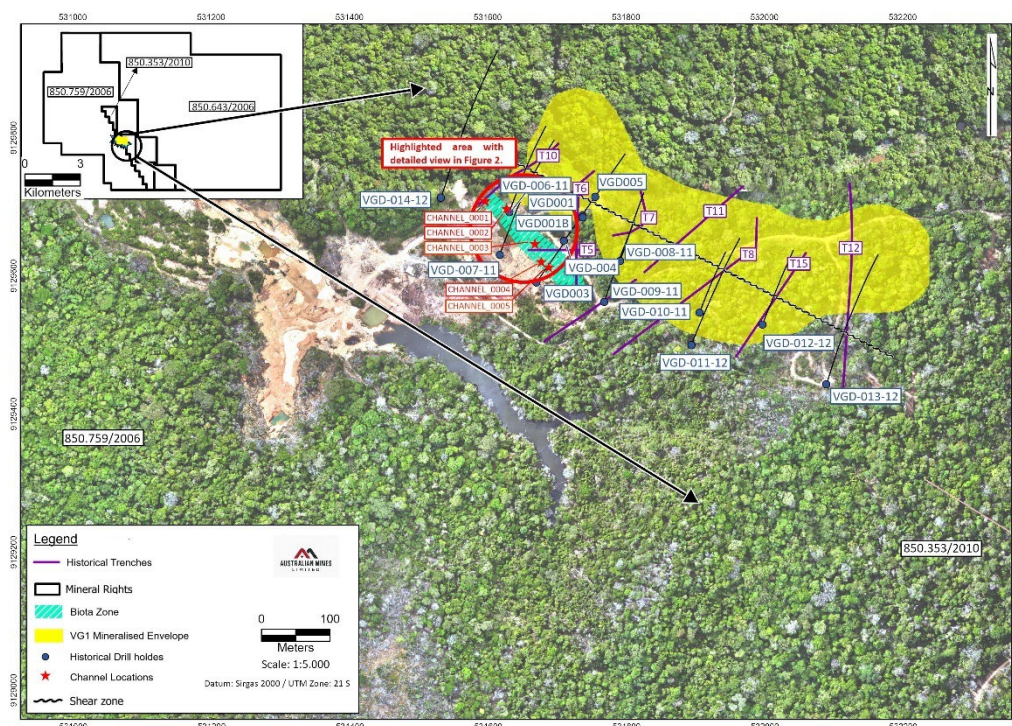 531000 531200 531400 531600 531800 532000 532200
850.353/2010
850.759/2006
850.643/2006
0 3
Kilometers
N
Highlighted area with
detailed view in Figure 2.
T10
VGD-014-12
VGD-006-11
T6
VGD005
VGD001
CHANNEL_0001
VGD001B
T7
T11
CHANNEL_0002
CHANNEL_0003
T5
T8
T12
VGD-007-11
VGD-004
VGD-008-11
T15
CHANNEL_0004
VGD003
VGD-009-11
CHANNEL_0005
VGD-010-11
VGD-012-12
VGD-011-12
VGD-013-12
850.759/2006
850.353/2010
Legend
Historical Trenches
Mineral Rights
Biota Zone
VG1 Mineralised Envelope
Historical Drill holdes
Channel Locations
Shear zone
AUSTRALIAN MINES
LIMITED
0 100
Meters
Scale: 1:5.000
Datum: Sirgas 2000 / UTM Zone: 21 S
9129400
9129200
9129000